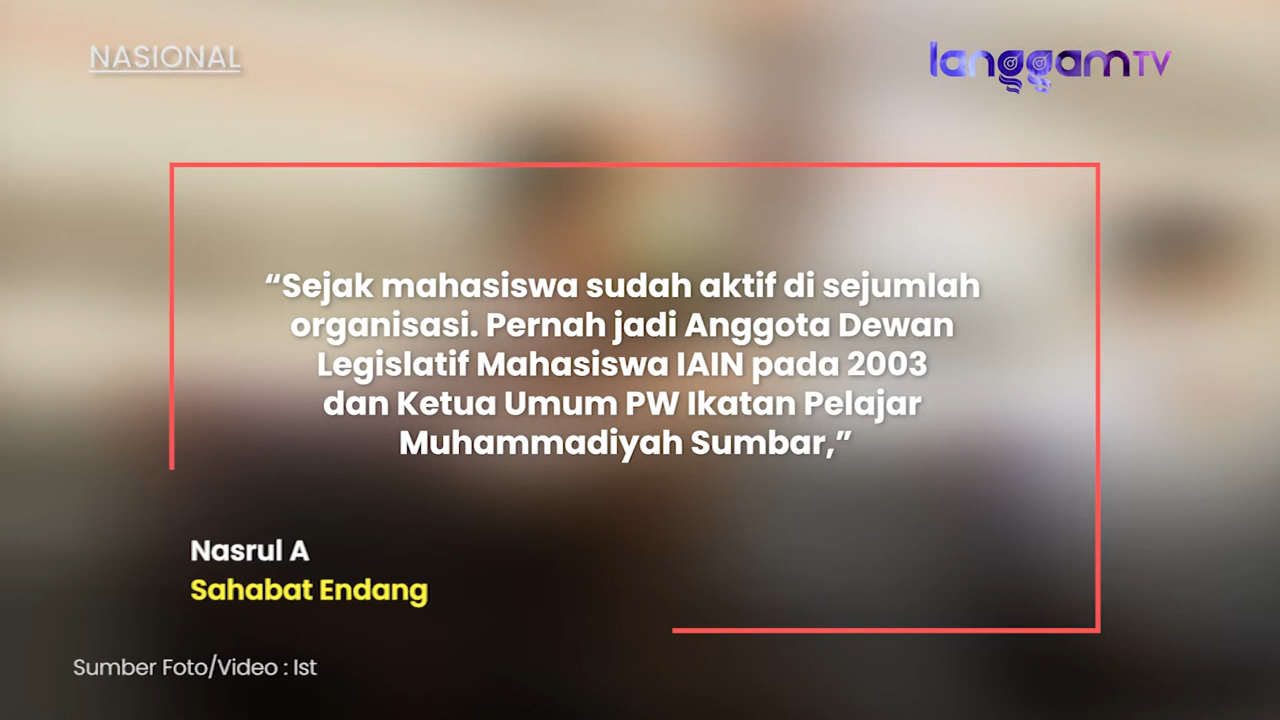 NASIONAL
langgamTV
“Sejak mahasiswa sudah aktif di sejumlah
organisasi. Pernah jadi Anggota Dewan
Legislatif Mahasiswa IAIN pada 2003
dan Ketua Umum PW Ikatan Pelajar
Muhammadiyah Sumbar,”
Nasrul A
Sahabat Endang
Sumber Foto/Video : Ist